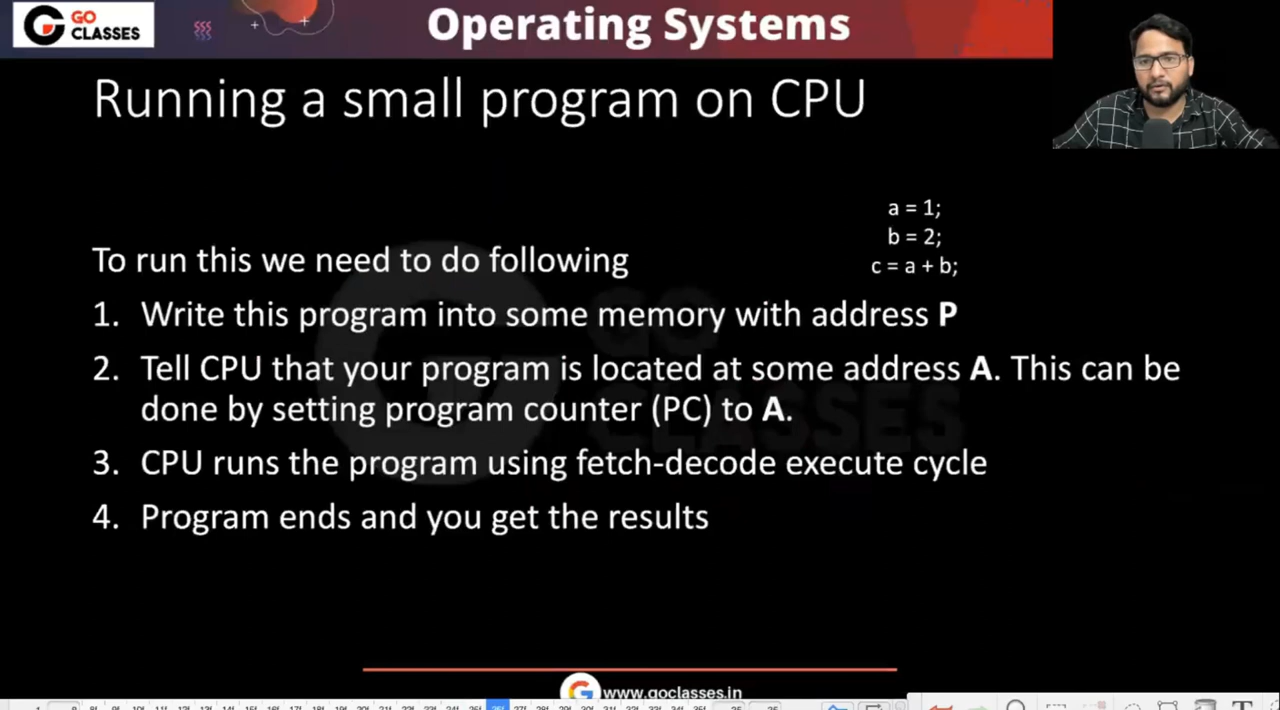 GO
CLASSES
Operating Systems
Running a small program on CPU
a = 1;
b = 2;
c = a + b;
To run this we need to do following
1. Write this program into some memory with address P
2. Tell CPU that your program is located at some address A. This can be
done by setting program counter (PC) to A.
3. CPU runs the program using fetch-decode execute cycle
4. Program ends and you get the results
GO
CLASSES
www.goclasses.in